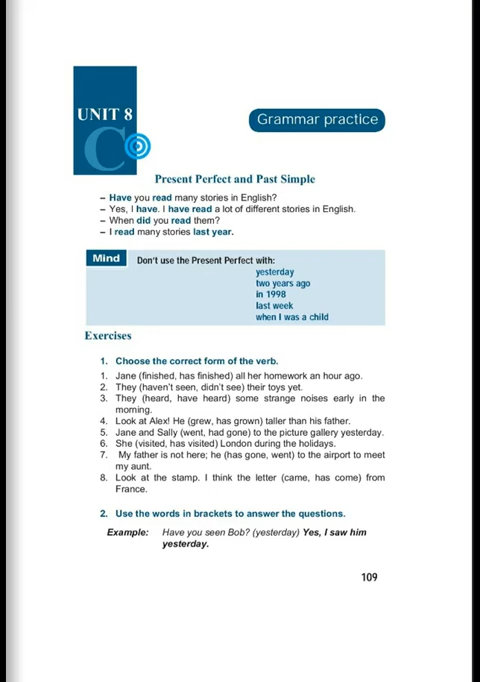 UNIT 8
C
Grammar practice
Present Perfect and Past Simple
– Have you read many stories in English?
– Yes, I have. I have read a lot of different stories in English.
– When did you read them?
– I read many stories last year.
Mind
Don't use the Present Perfect with:
yesterday
two years ago
in 1998
last week
when I was a child
Exercises
1. Choose the correct form of the verb.
1. Jane (finished, has finished) all her homework an hour ago.
2. They (haven't seen, didn't see) their toys yet.
3. They (heard, have heard) some strange noises early in the
morning.
4. Look at Alex! He (grew, has grown) taller than his father.
5. Jane and Sally (went, had gone) to the picture gallery yesterday.
6. She (visited, has visited) London during the holidays.
7. My father is not here; he (has gone, went) to the airport to meet
my aunt.
8. Look at the stamp. I think the letter (came, has come) from
France.
2. Use the words in brackets to answer the questions.
Example: Have you seen Bob? (yesterday) Yes, I saw him
yesterday.
109